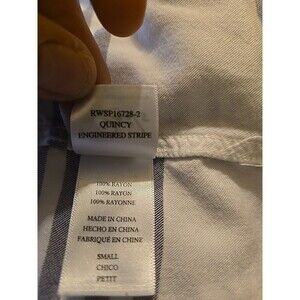 RWSP16728-2
QUINCY
ENGINEERED STRIPE
100% RAYON
100% RAYON
100% RAYONNE
MADE IN CHINA
HECHO EN CHINA
FABRIQUÉ EN CHINE
SMALL
CHICO
PETIT